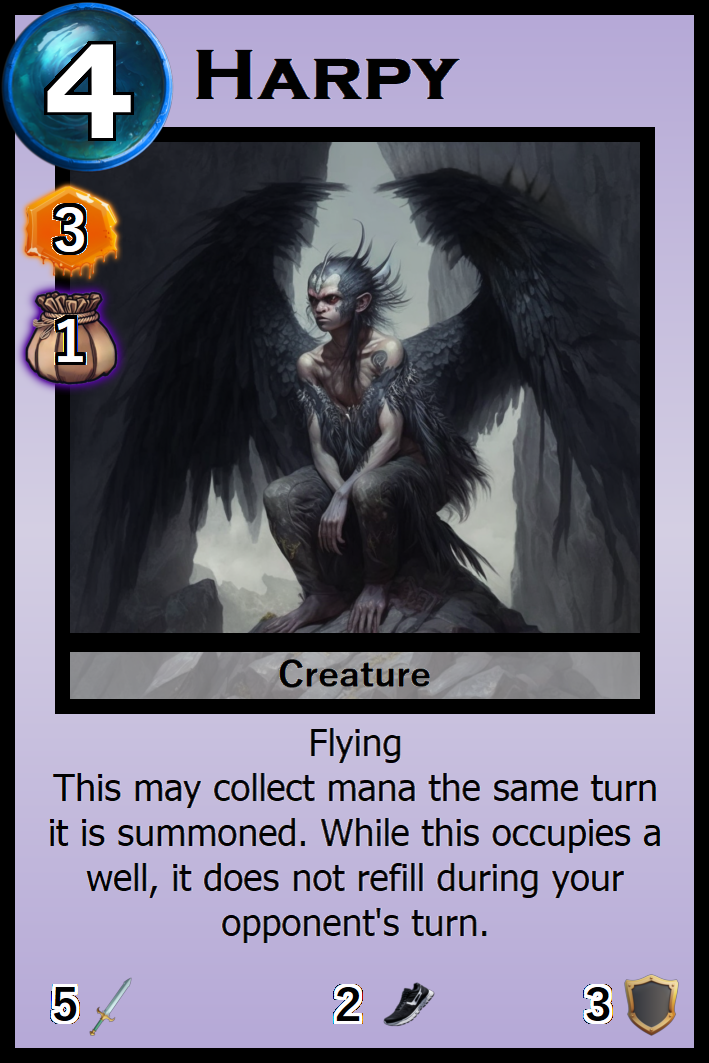 4
Harpy
3
1
Creature
Flying
This may collect mana the same turn
it is summoned. While this occupies a
well, it does not refill during your
opponent's turn.
5 2 3